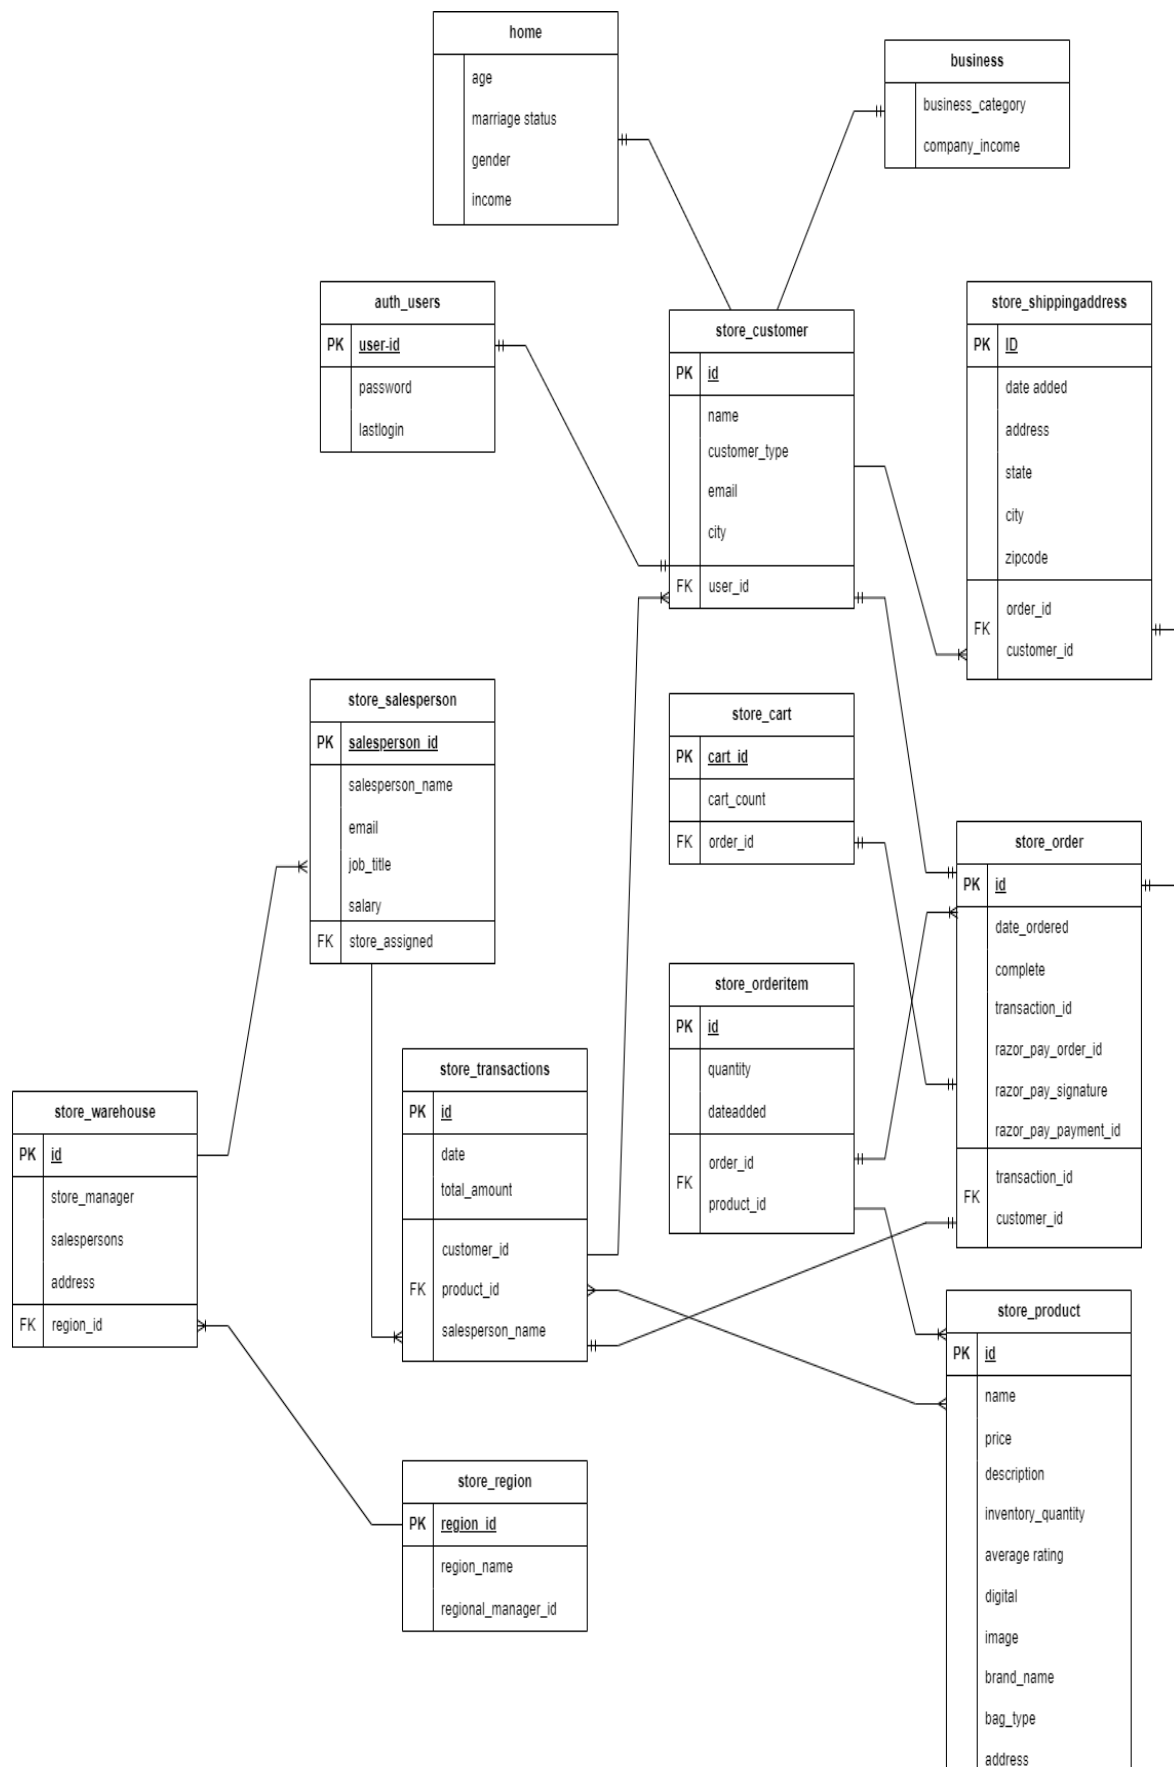 home
age
marriage status
gender
income
business
business_category
company_income
auth_users
PK user-id
password
lastlogin
store_customer
PK id
name
customer_type
email
city
FK user_id
store_shippingaddress
PK ID
date added
address
state
city
zipcode
FK
order_id
customer_id
store_salesperson
PK salesperson_id
salesperson_name
email
job_title
salary
FK store_assigned
store_cart
PK cart_id
cart_count
FK order_id
store_order
PK id
date_ordered
complete
transaction_id
razor_pay_order_id
razor_pay_signature
razor_pay_payment_id
FK
transaction_id
customer_id
store_orderitem
PK id
quantity
dateadded
FK
order_id
product_id
store_transactions
PK id
date
total_amount
customer_id
FK product_id
salesperson_name
store_warehouse
PK id
store_manager
salespersons
address
FK region_id
store_region
PK region_id
region_name
regional_manager_id
store_product
PK id
name
price
description
inventory_quantity
average rating
digital
image
brand_name
bag_type
address